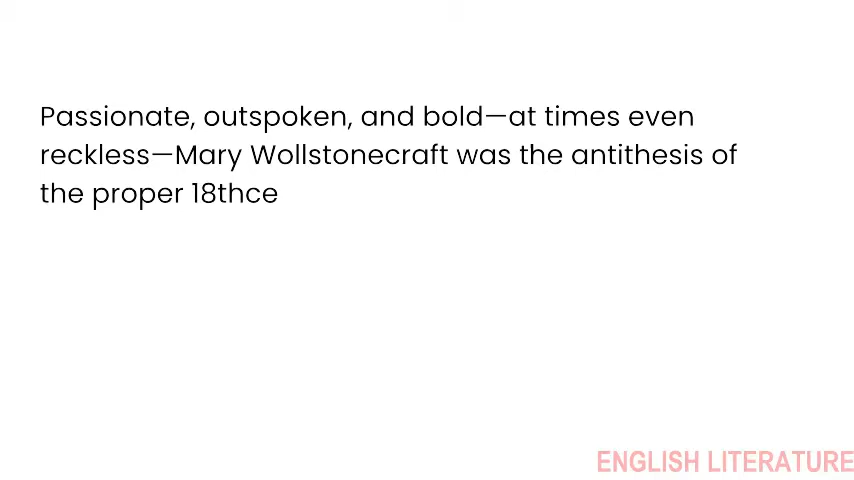 Passionate, outspoken, and bold—at times even
reckless—Mary Wollstonecraft was the antithesis of
the proper 18thce
ENGLISH LITERATURE